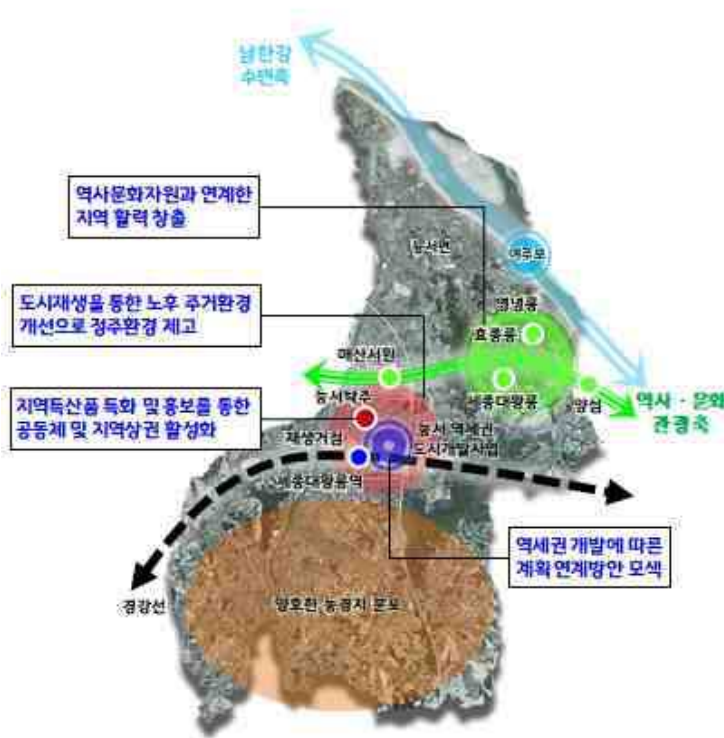 남한강
수변축
역사문화자원과 연계한
지역 활력 창출
능서면
여주보
도시재생을 통한 노후 주거환경
개선으로 정주환경 제고
영녕릉
효종릉
매산서원
세종대왕릉
양섬
역사·문화
관광축
지역특산품 특화 및 홍보를 통한
공동체 및 지역상권 활성화
능서탁주
재생거점
능서 역세권
도시개발사업
세종대왕릉역
역세권 개발에 따른
계획 연계방안 모색
경강선
양호한 농경지 분포